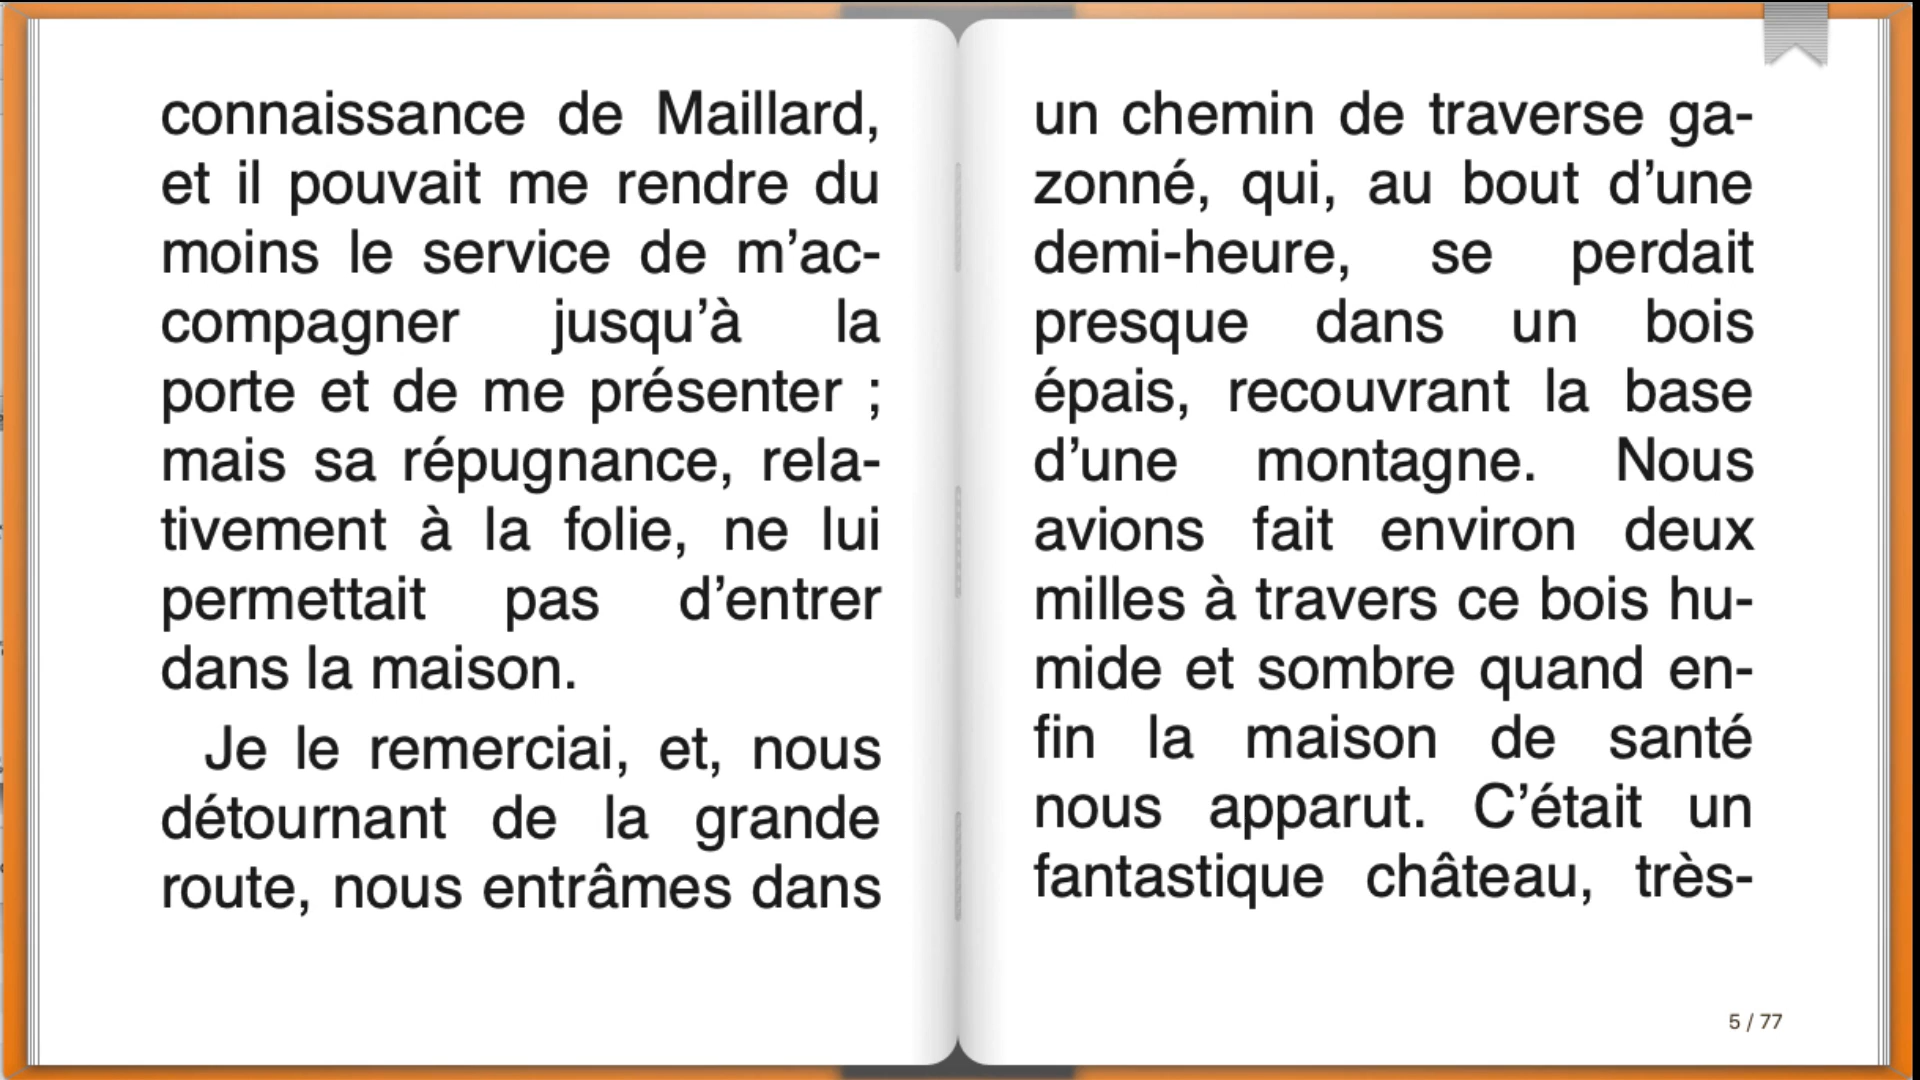 connaissance de Maillard,
et il pouvait me rendre du
moins le service de m’ac-
compagner jusqu’à la
porte et de me présenter ;
mais sa répugnance, rela-
tivement à la folie, ne lui
permettait pas d’entrer
dans la maison.
Je le remerciai, et, nous
détournant de la grande
route, nous entrâmes dans
un chemin de traverse ga-
zonné, qui, au bout d’une
demi-heure, se perdait
presque dans un bois
épais, recouvrant la base
d’une montagne. Nous
avions fait environ deux
milles à travers ce bois hu-
mide et sombre quand en-
fin la maison de santé
nous apparut. C’était un
fantastique château, très-
5 / 77